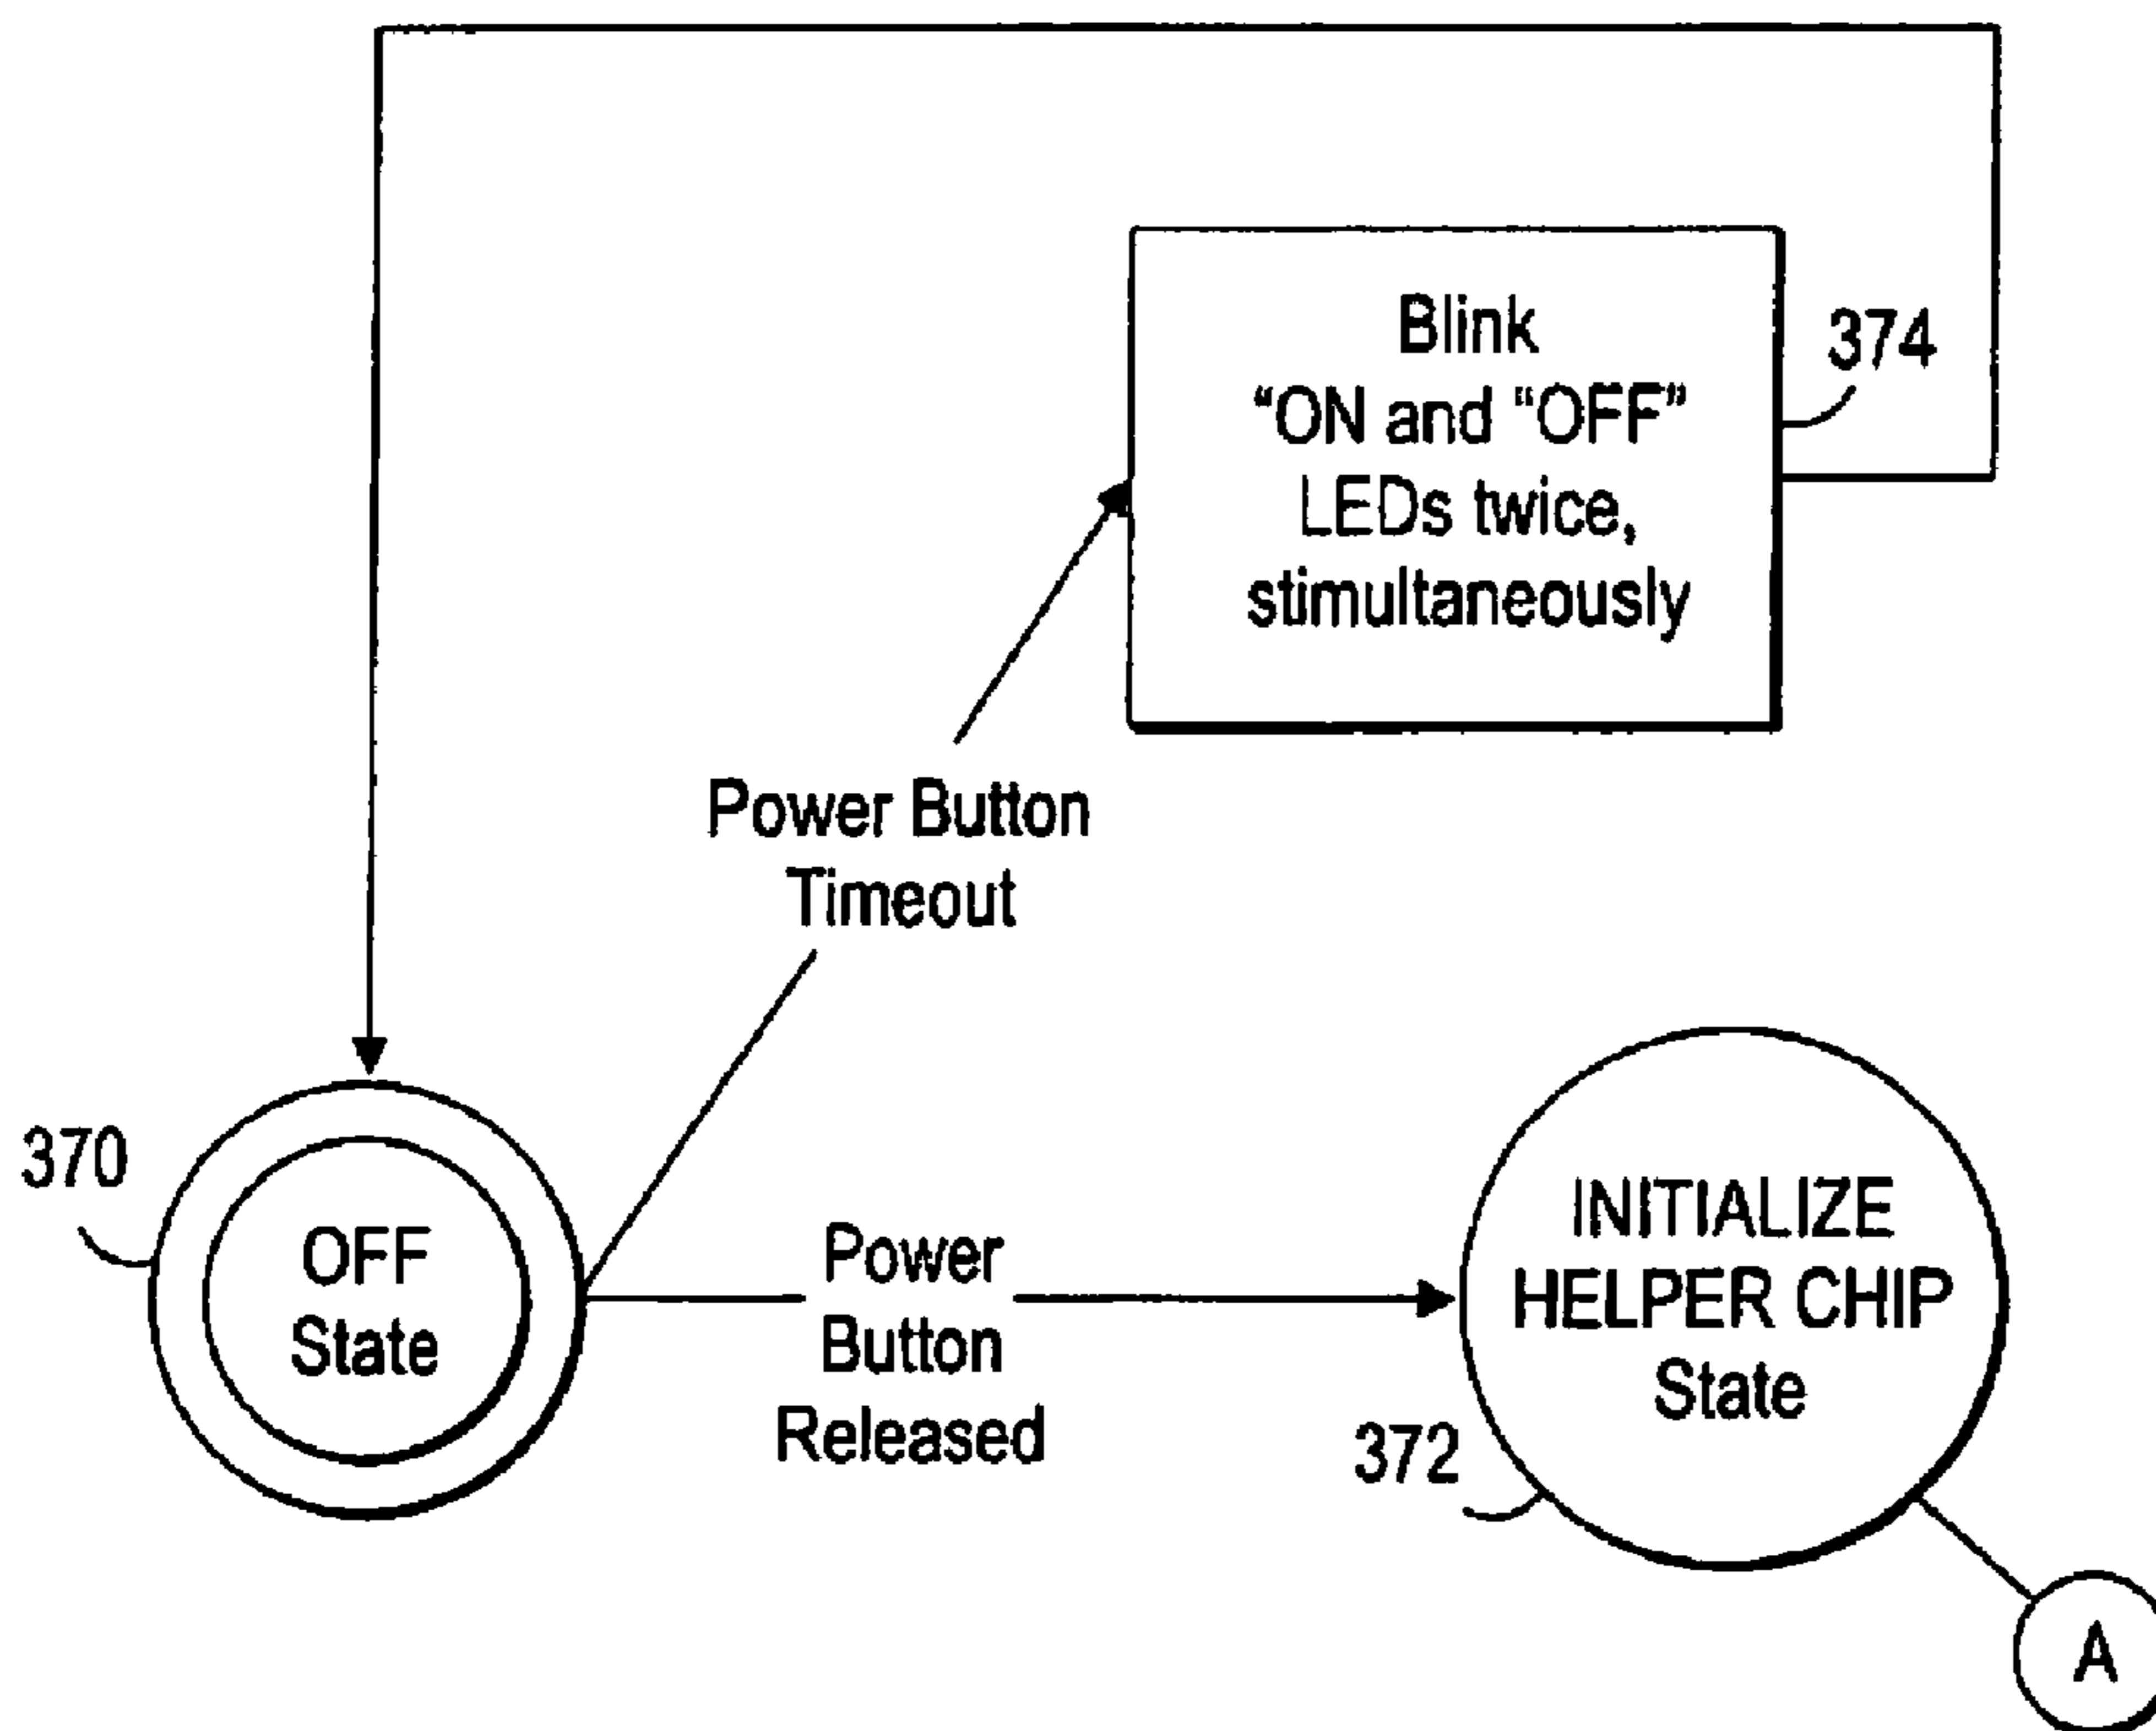 Blink
“ON and “OFF”
LEDs twice,
stimultaneously
374
Power Button
Timeout
370
OFF
State
Power
Button
Released
INITIALIZE
HELPER CHIP
State
372
A